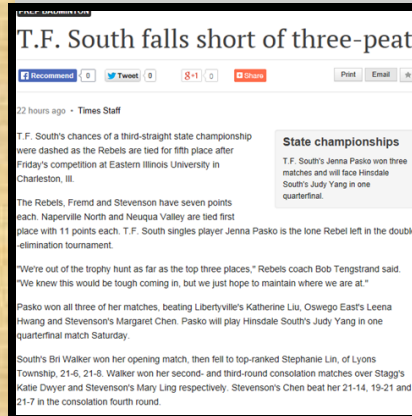 PREP BADMINTON
T.F. South falls short of three-peat
Recommend 0 Tweet 0 g+1 0 Share Print Email
22 hours ago • Times Staff
T.F. South's chances of a third-straight state championship
were dashed as the Rebels are tied for fifth place after
Friday's competition at Eastern Illinois University in
Charleston, Ill.
State championships
T.F. South's Jenna Pasko won three
matches and will face Hinsdale
South's Judy Yang in one
quarterfinal.
The Rebels, Fremd and Stevenson have seven points
each. Naperville North and Neuqua Valley are tied first
place with 11 points each. T.F. South singles player Jenna Pasko is the lone Rebel left in the double
-elimination tournament.
"We're out of the trophy hunt as far as the top three places," Rebels coach Bob Tengstrand said.
"We knew this would be tough coming in, but we just hope to maintain where we are at."
Pasko won all three of her matches, beating Libertyville's Katherine Liu, Oswego East's Leena
Hwang and Stevenson's Margaret Chen. Pasko will play Hinsdale South's Judy Yang in one
quarterfinal match Saturday.
South's Bri Walker won her opening match, then fell to top-ranked Stephanie Lin, of Lyons
Township, 21-6, 21-8. Walker won her second- and third-round consolation matches over Stagg's
Katie Dwyer and Stevenson's Mary Ling respectively. Stevenson's Chen beat her 21-14, 19-21 and
21-7 in the consolation fourth round.